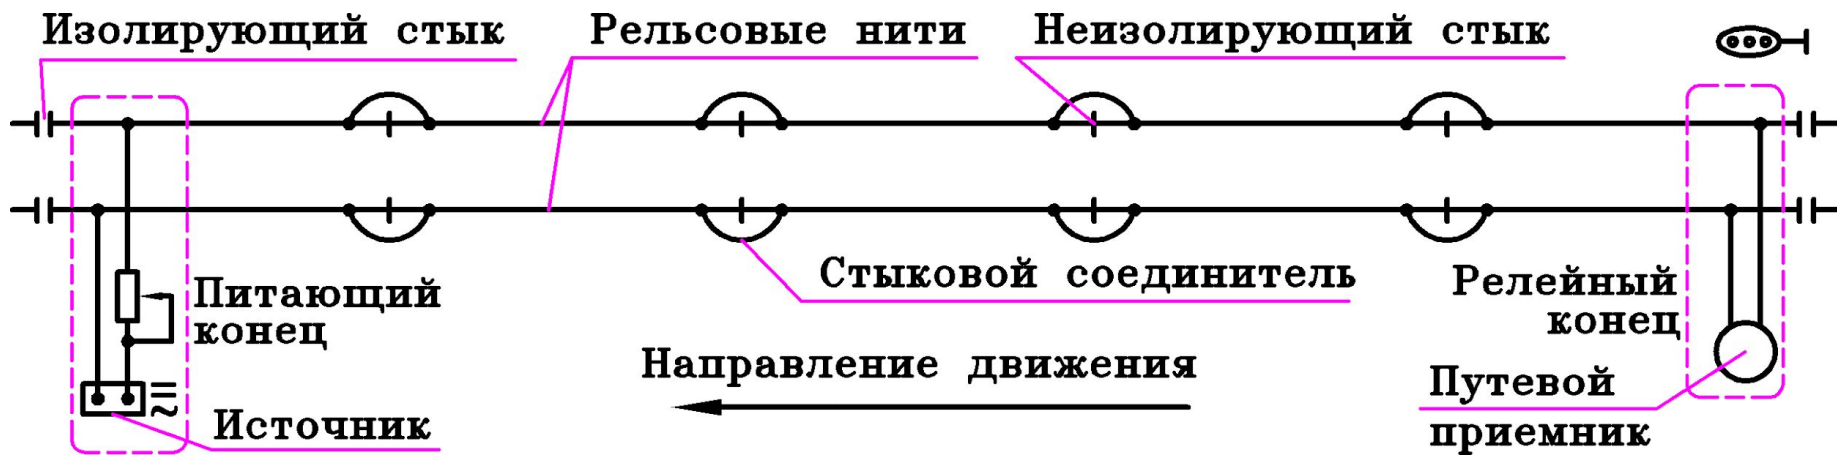 Изолирующий стык
Рельсовые нити
Неизолирующий стык
Стыковой соединитель
Питающий
конец
Релейный
конец
Направление движения
Путевой
приемник
Источник